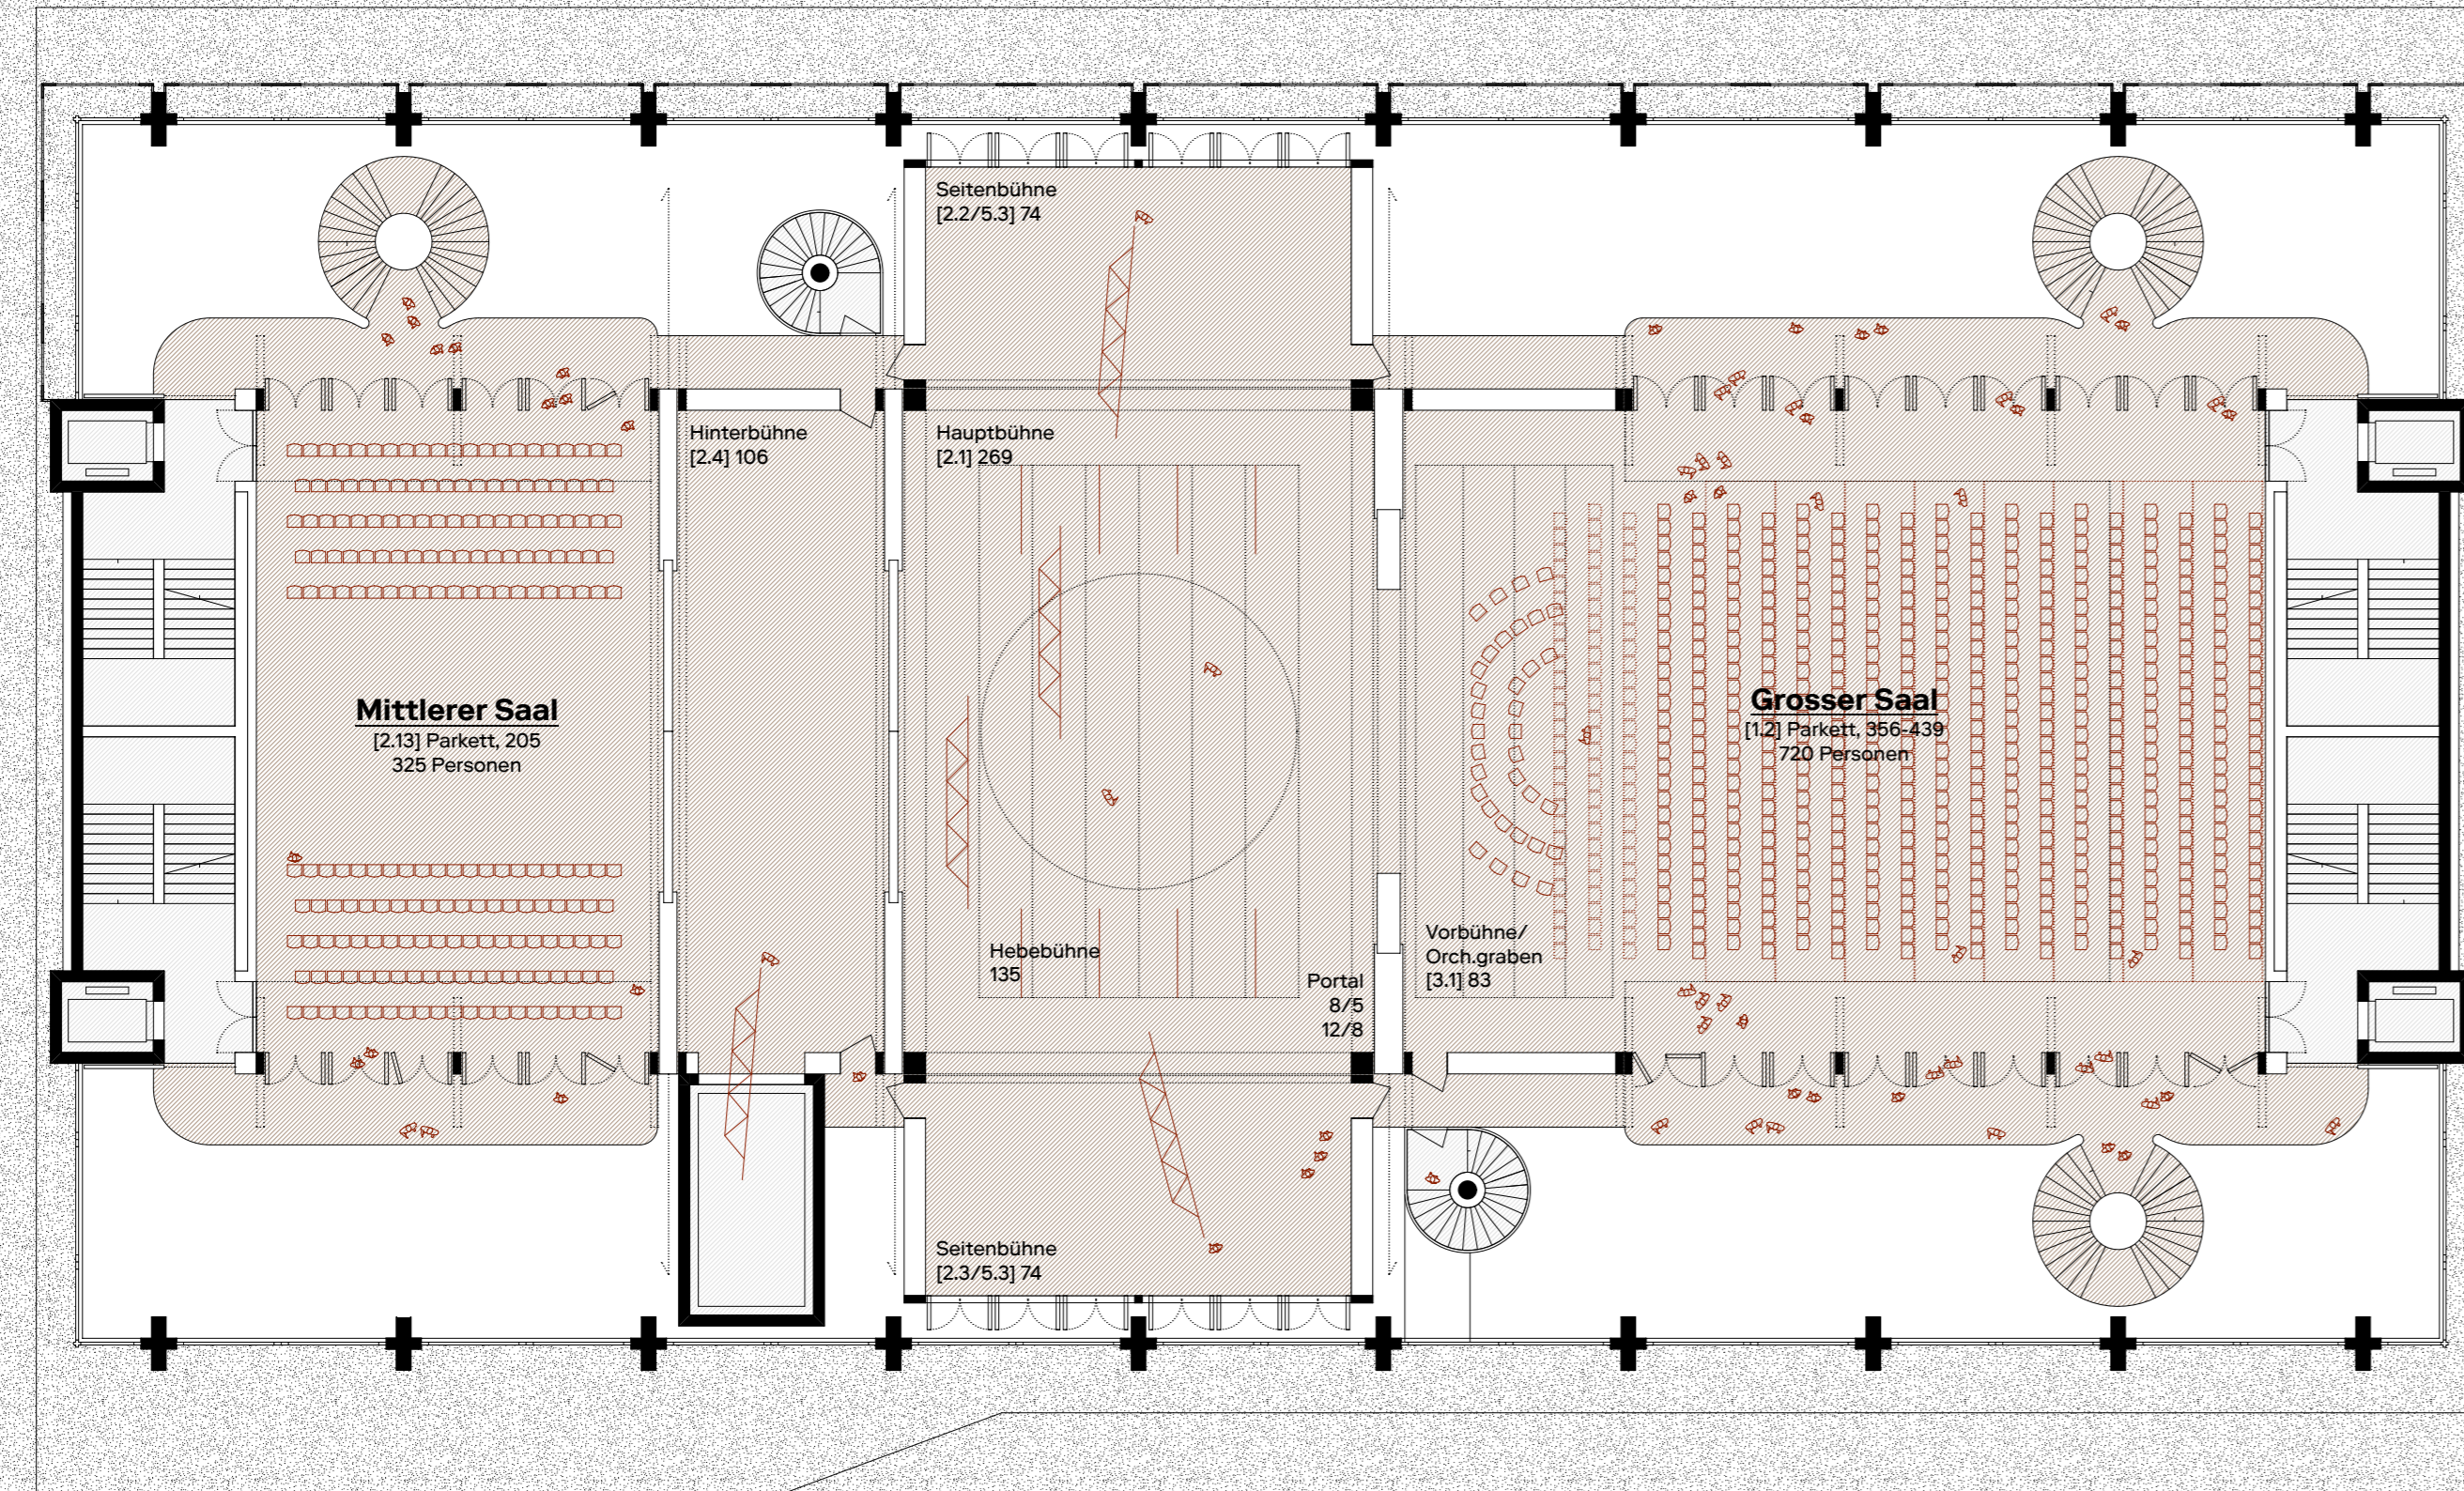 Seitenbühne
[2.2/5.3] 74
Hinterbühne
[2.4] 106
Hauptbühne
[2.1] 269
Mittlerer Saal
[2.13] Parkett, 205
325 Personen
Grosser Saal
[1.2] Parkett, 356-439
720 Personen
Hebebühne
135
Portal
8/5
12/8
Vorbühne/
Orch.graben
[3.1] 83
Seitenbühne
[2.3/5.3] 74